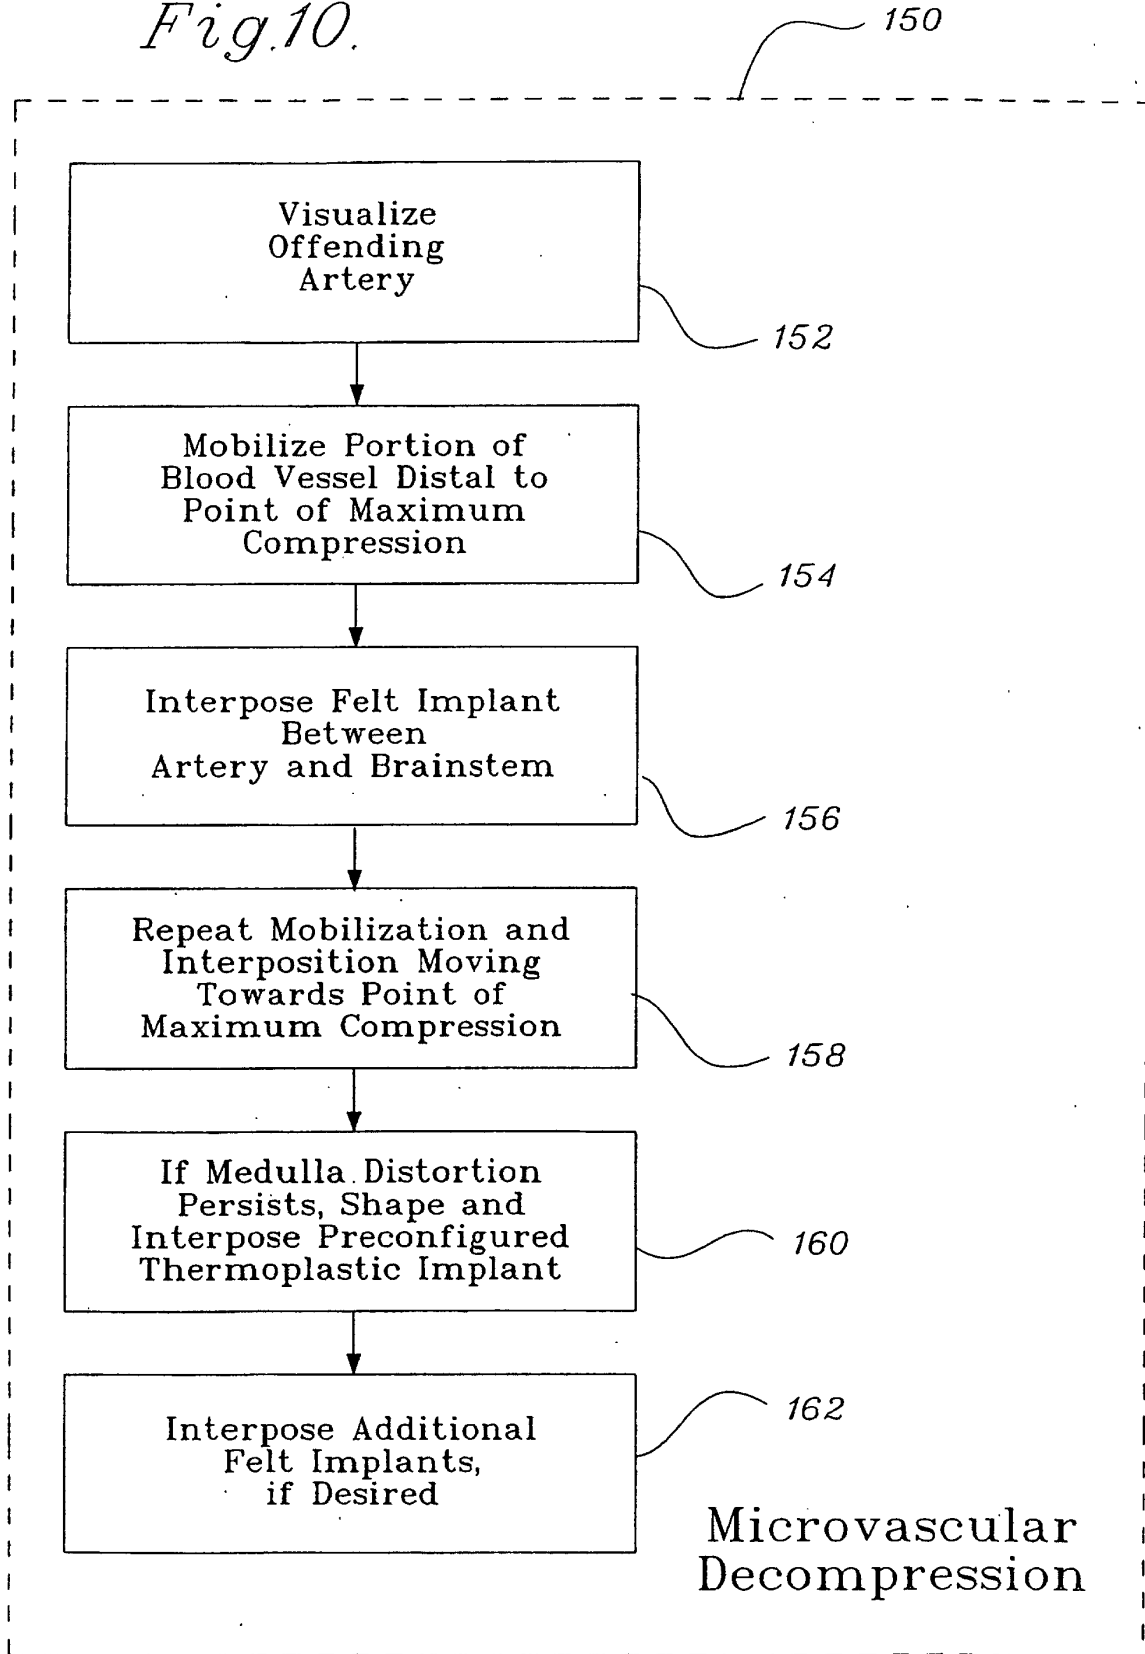 Fig.10.
150
Visualize
Offending
Artery
152
Mobilize Portion of
Blood Vessel Distal to
Point of Maximum
Compression
154
Interpose Felt Implant
Between
Artery and Brainstem
156
Repeat Mobilization and
Interposition Moving
Towards Point of
Maximum Compression
158
If Medulla Distortion
Persists, Shape and
Interpose Preconfigured
Thermoplastic Implant
160
Interpose Additional
Felt Implants,
if Desired
162
Microvascular
Decompression